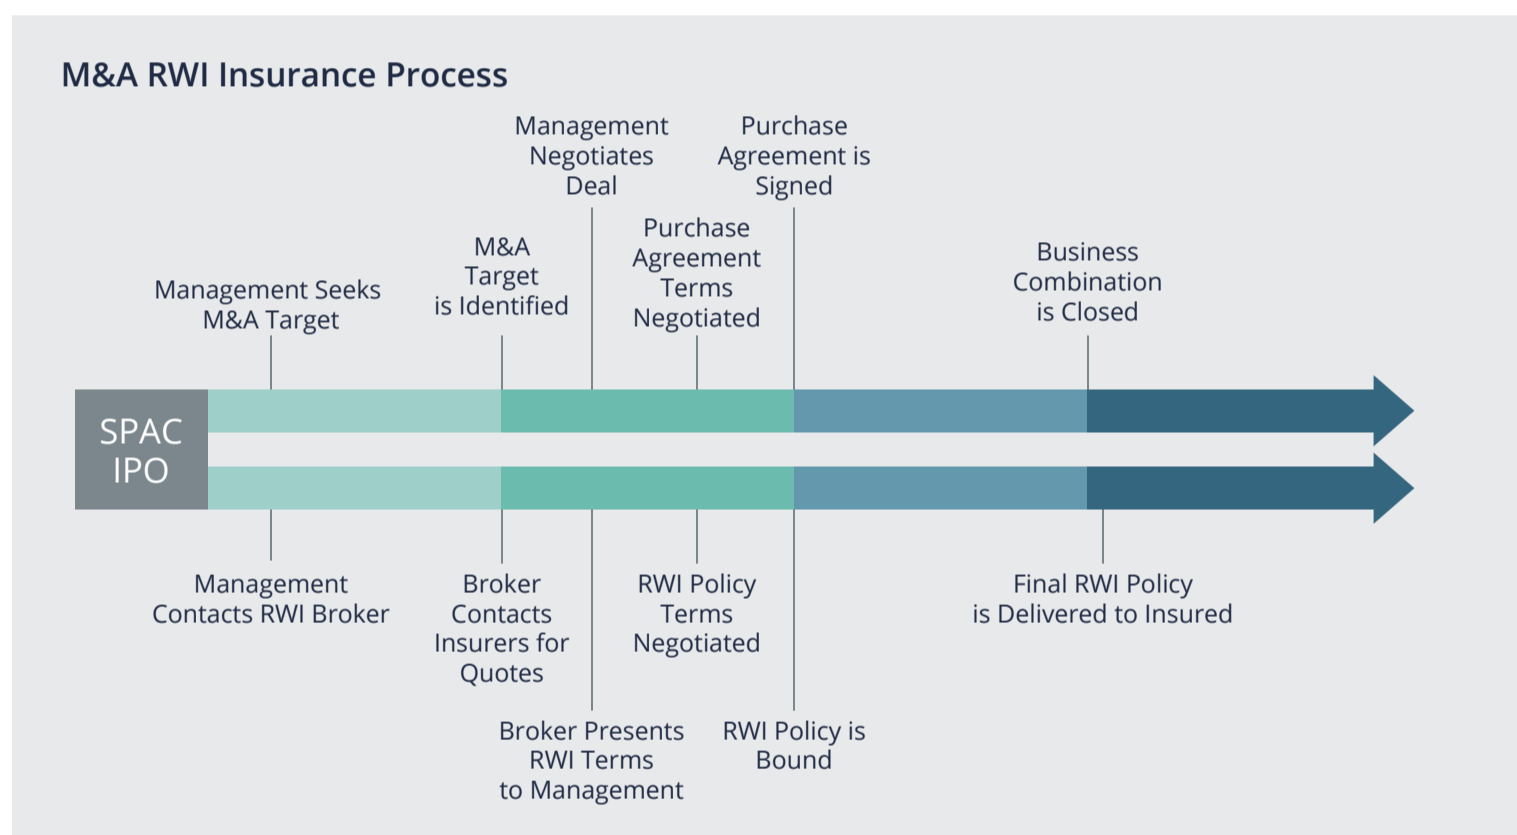 M&A RWI Insurance Process
Management
Negotiates
Deal
Purchase
Agreement is
Signed
Management Seeks
M&A Target
M&A
Target
is Identified
Purchase
Agreement
Terms
Negotiated
Business
Combination
is Closed
SPAC
IPO
Management
Contacts RWI Broker
Broker
Contacts
Insurers for
Quotes
RWI Policy
Terms
Negotiated
Final RWI Policy
is Delivered to Insured
Broker Presents
RWI Terms
to Management
RWI Policy is
Bound